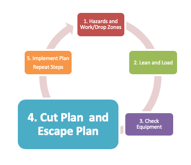 1. Hazards and
Work/Drop Zones
2. Lean and Load
3. Check
Equipment
4. Cut Plan and
Escape Plan
5. Implement Plan
Repeat Steps